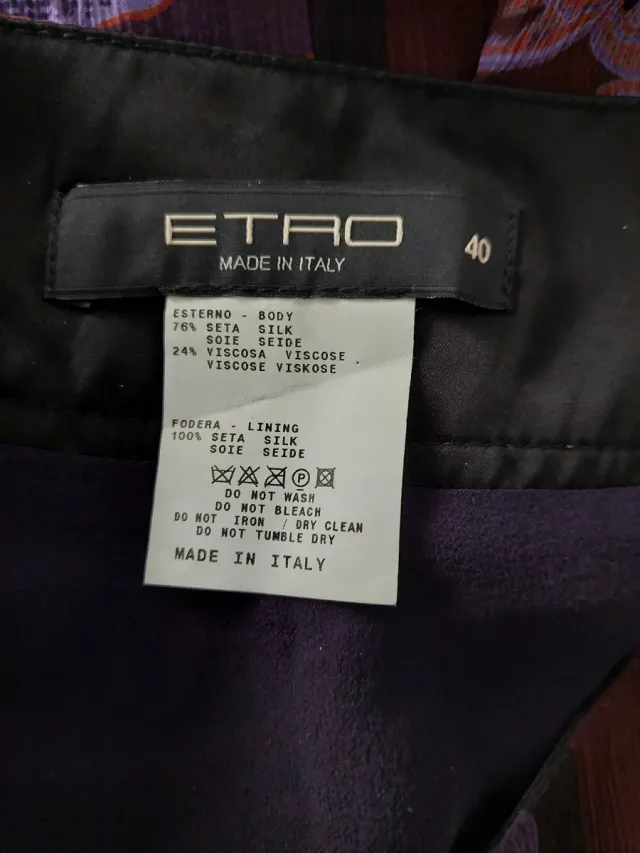 ETRO
MADE IN ITALY
40
ESTERNO - BODY
76% SETA SILK
SOIE SEIDE
24% VISCOSA VISCOSE
VISCOSE VISKOSE
FODERA - LINING
100% SETA SILK
SOIE SEIDE
P
DO NOT WASH
DO NOT BLEACH
DO NOT IRON / DRY CLEAN
DO NOT TUMBLE DRY
MADE IN ITALY